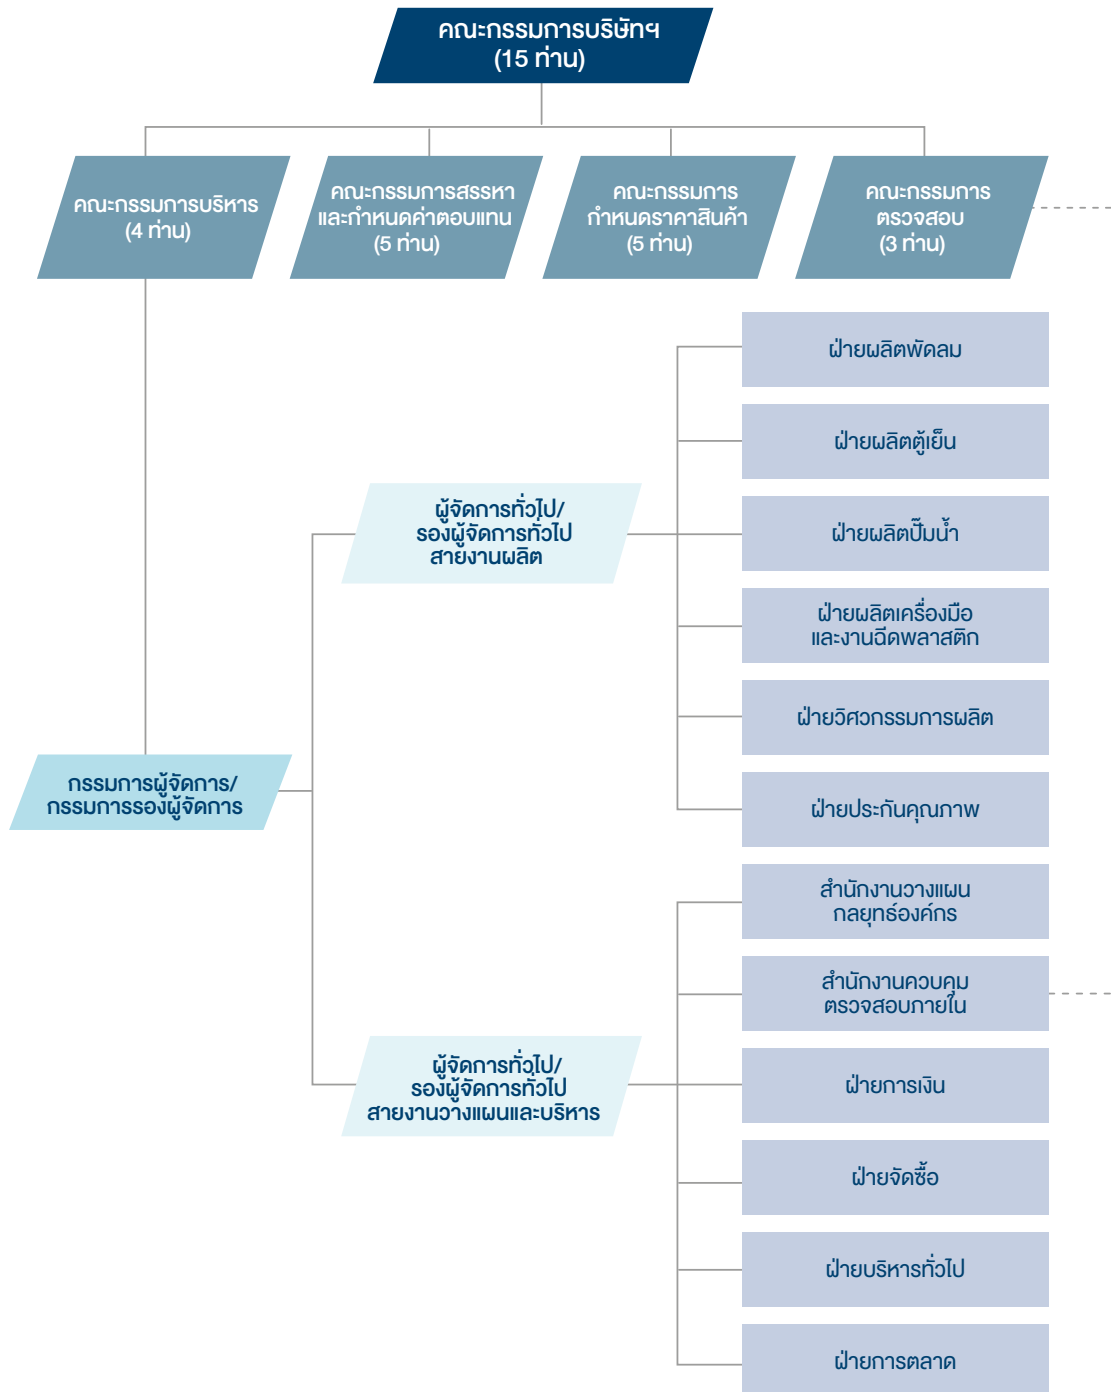 คณะกรรมการบริษัทฯ
(15 ท่าน)
คณะกรรมการบริหาร
(4 ท่าน)
คณะกรรมการสรรหา
และกำหนดค่าตอบแทน
(5 ท่าน)
คณะกรรมการ
กำหนดราคาสินค้า
(5 ท่าน)
คณะกรรมการ
ตรวจสอบ
(3 ท่าน)
ฝ่ายผลิตพัดลม
ฝ่ายผลิตตู้เย็น
ผู้จัดการทั่วไป/
รองผู้จัดการทั่วไป
สายงานผลิต
ฝ่ายผลิตปั๊มน้ำ
ฝ่ายผลิตเครื่องมือ
และงานฉีดพลาสติก
ฝ่ายวิศวกรรมการผลิต
กรรมการผู้จัดการ/
กรรมการรองผู้จัดการ
ฝ่ายประกันคุณภาพ
สำนักงานวางแผน
กลยุทธ์องค์กร
สำนักงานควบคุม
ตรวจสอบภายใน
ผู้จัดการทั่วไป/
รองผู้จัดการทั่วไป
สายงานวางแผนและบริหาร
ฝ่ายการเงิน
ฝ่ายจัดซื้อ
ฝ่ายบริหารทั่วไป
ฝ่ายการตลาด